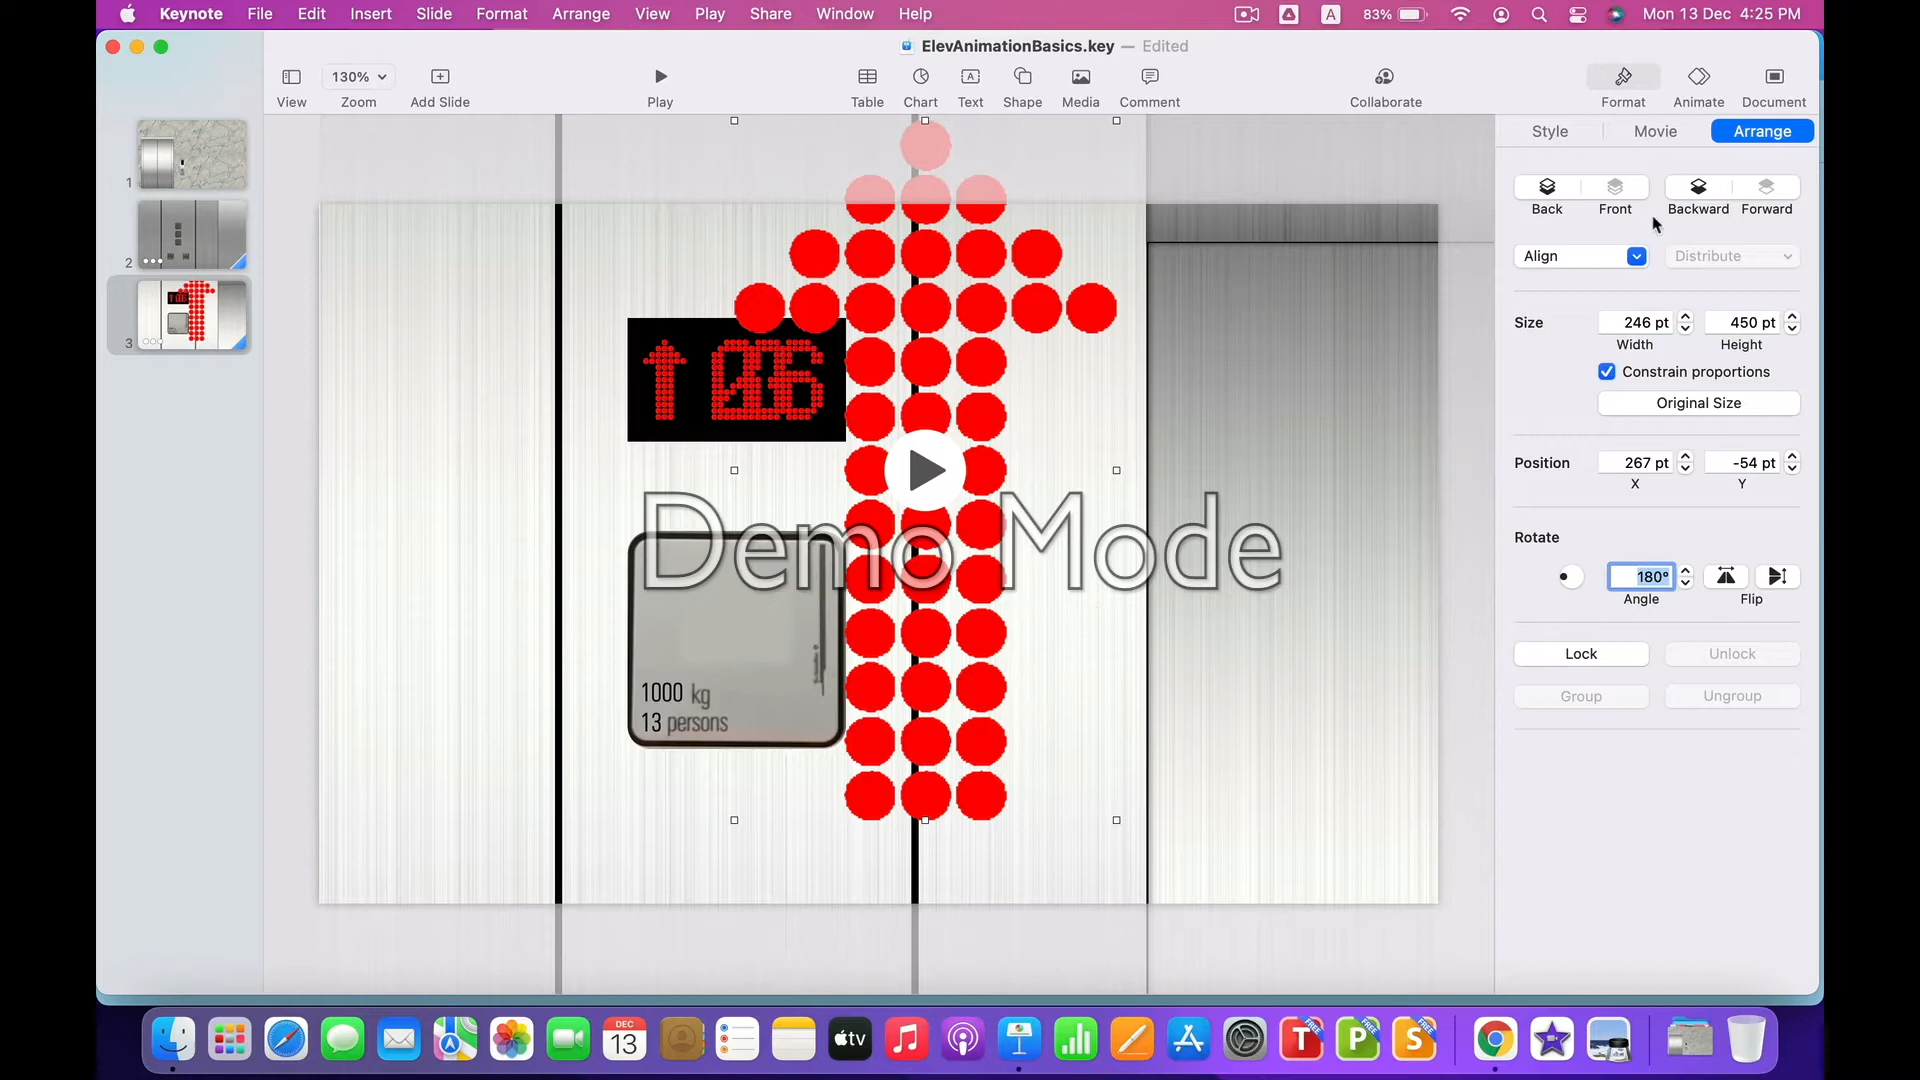 Keynote File Edit Insert Slide Format Arrange View Play Share Window Help A 83% Mon 13 Dec 4:25 PM
ElevAnimationBasics.key — Edited
130%
View Zoom Add Slide Play Table Chart Text Shape Media Comment Collaborate Format Animate Document
Style Movie Arrange
Back Front Backward Forward
Align Distribute
Size 246 pt 450 pt
Width Height
Constrain proportions
Original Size
Position 267 pt -54 pt
X Y
Rotate
180°
Angle Flip
Lock Unlock
Group Ungroup
1
2
3
Demo Mode
1000 kg
13 persons
DEC
13
tv
T FREE
P FREE
S FREE